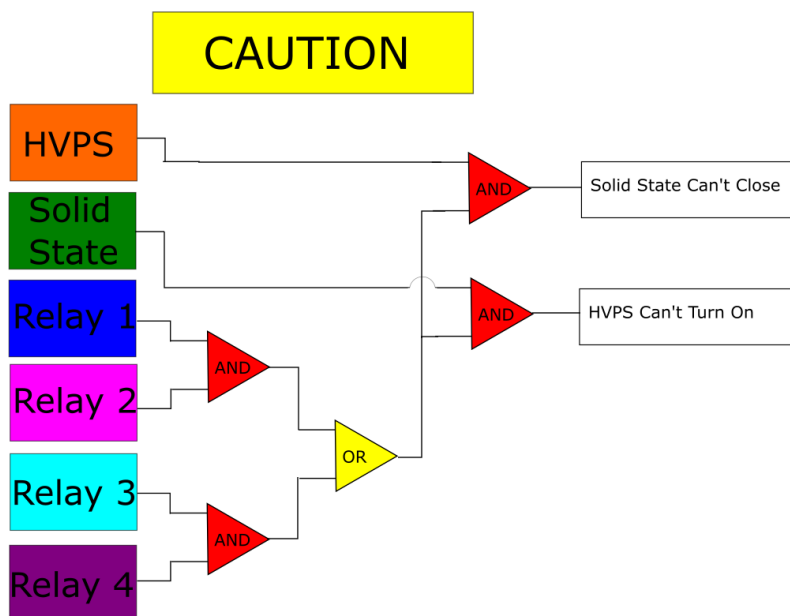 CAUTION
HVPS
Solid
State
Relay 1
Relay 2
Relay 3
Relay 4
AND
AND
OR
AND
AND
Solid State Can't Close
HVPS Can't Turn On